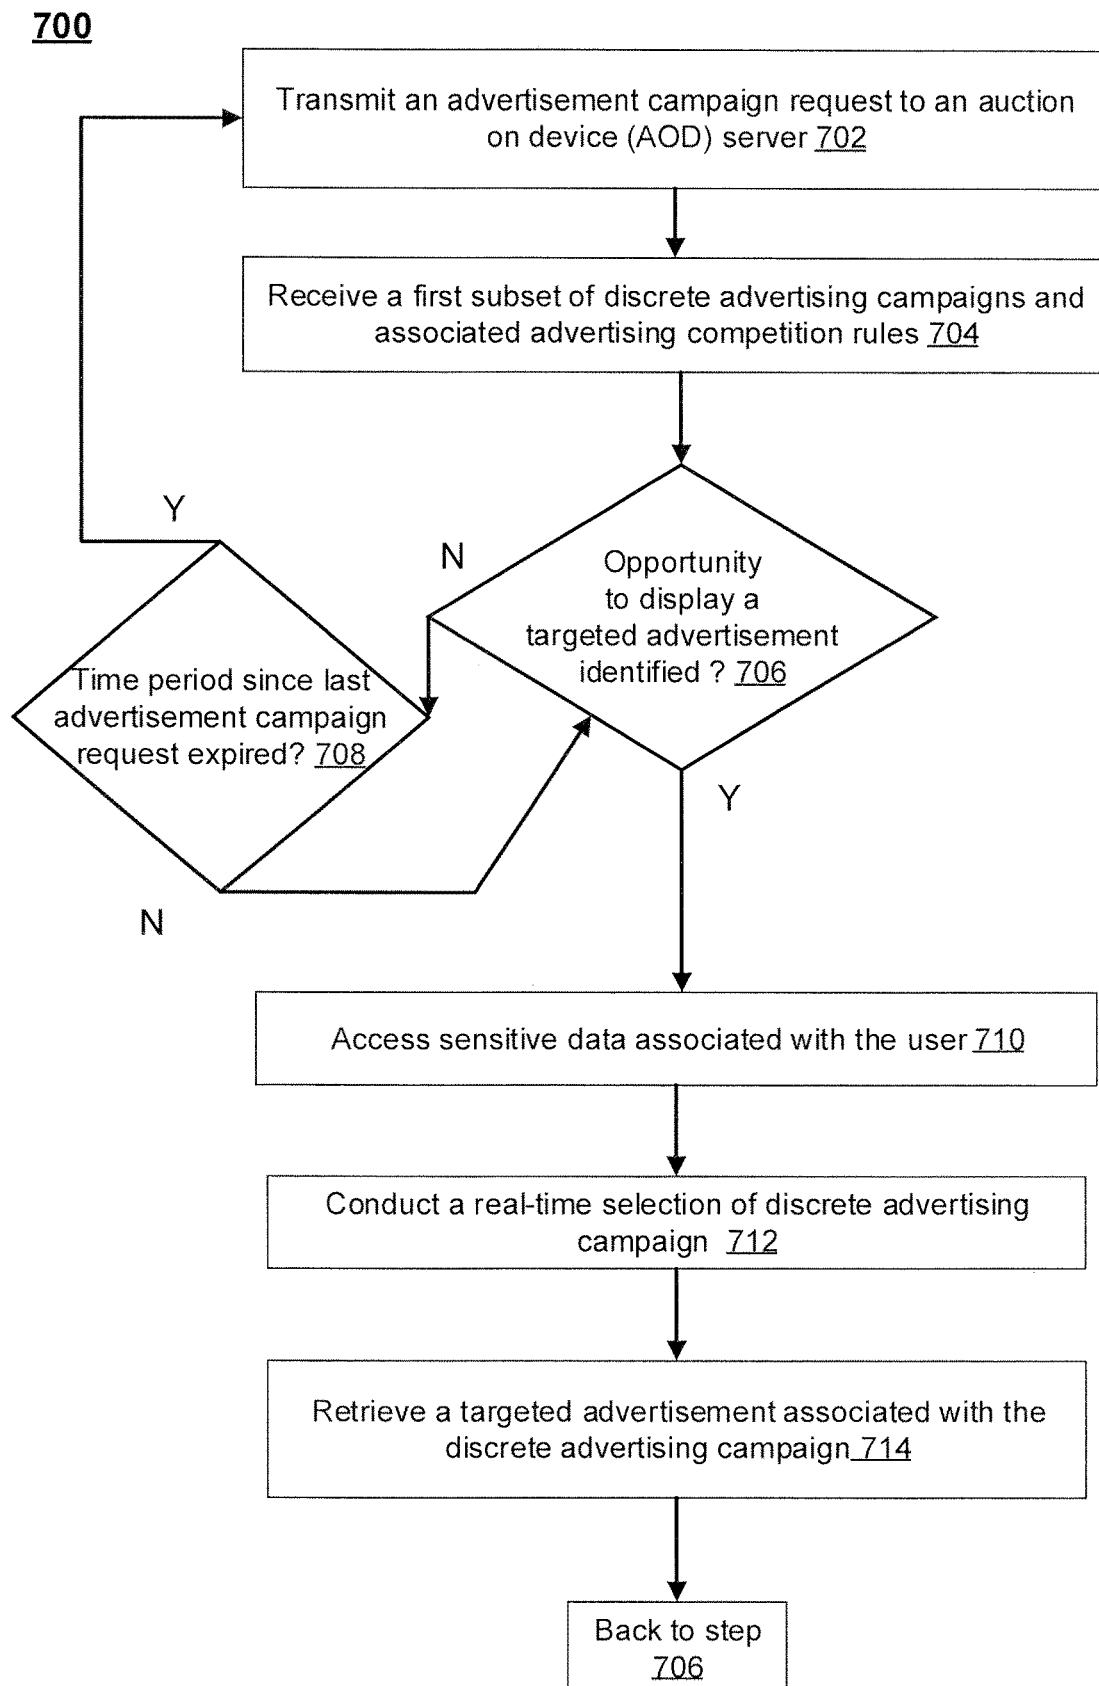 700
Transmit an advertisement campaign request to an auction
on device (AOD) server 702
Receive a first subset of discrete advertising campaigns and
associated advertising competition rules 704
Y
N
Opportunity
to display a
targeted advertisement
identified ? 706
Time period since last
advertisement campaign
request expired? 708
Y
N
Access sensitive data associated with the user 710
Conduct a real-time selection of discrete advertising
campaign 712
Retrieve a targeted advertisement associated with the
discrete advertising campaign 714
Back to step
706